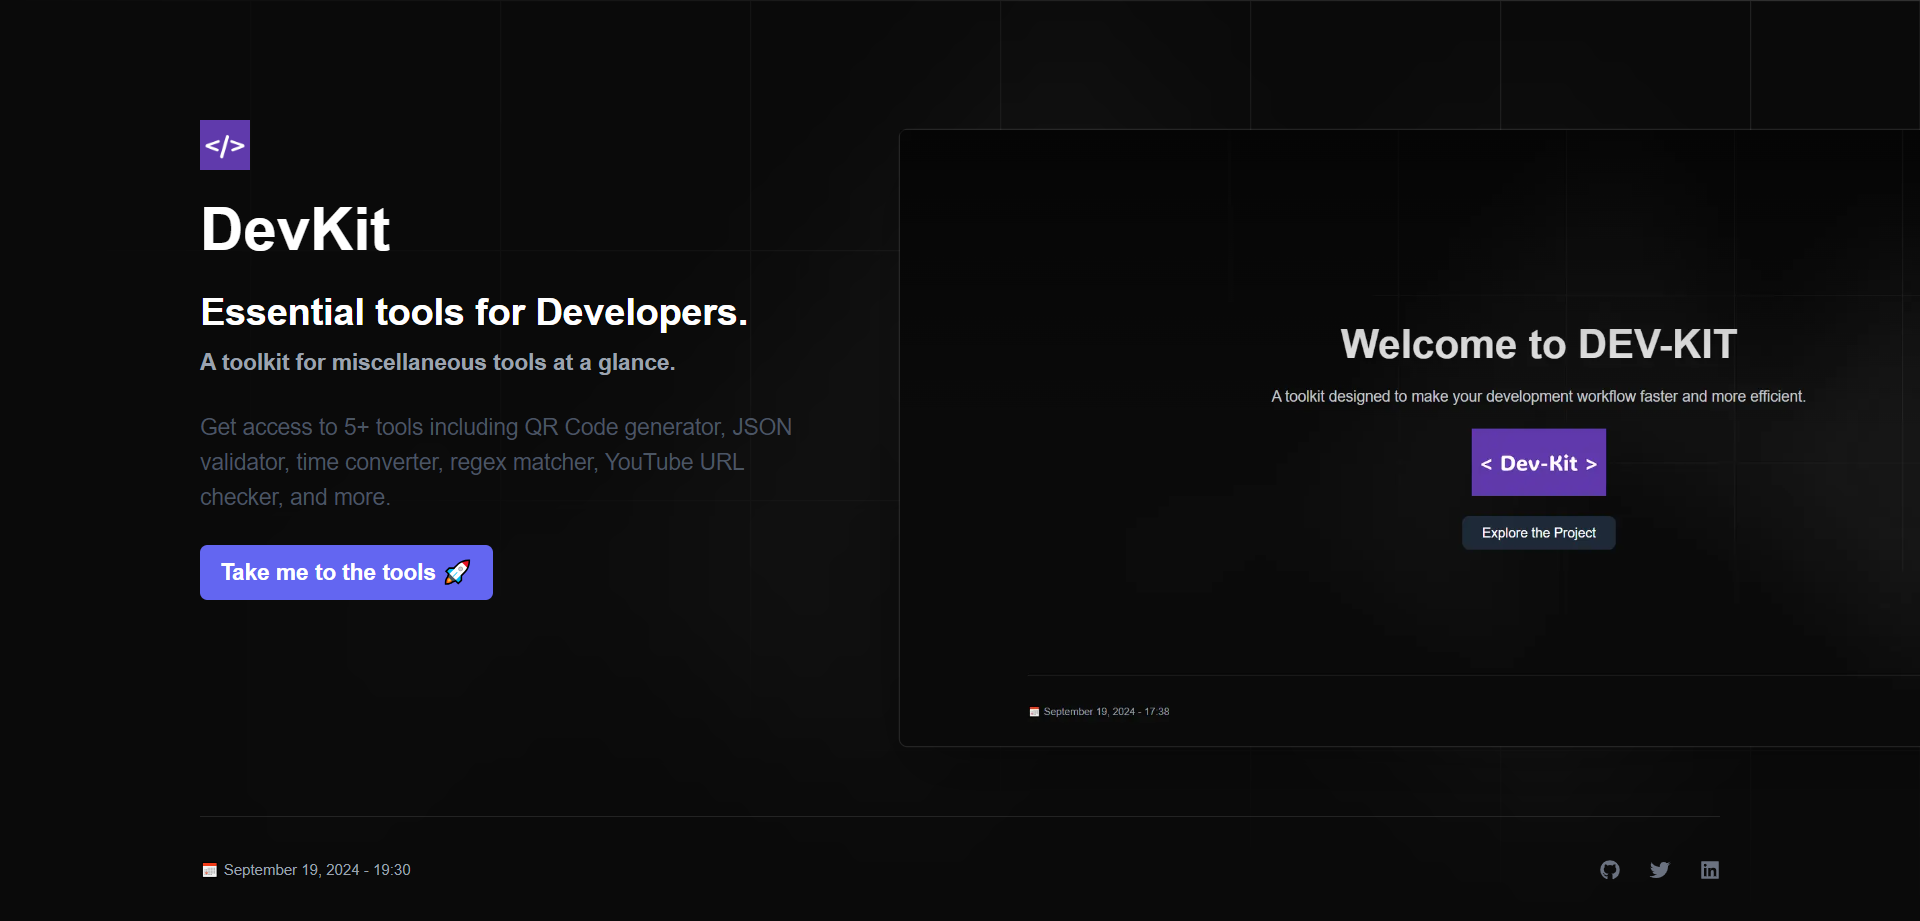 </>
DevKit
Essential tools for Developers.
A toolkit for miscellaneous tools at a glance.
Get access to 5+ tools including QR Code generator, JSON
validator, time converter, regex matcher, YouTube URL
checker, and more.
Take me to the tools 🚀
Welcome to DEV-KIT
A toolkit designed to make your development workflow faster and more efficient.
< Dev-Kit >
Explore the Project
September 19, 2024 - 17:38
September 19, 2024 - 19:30
in